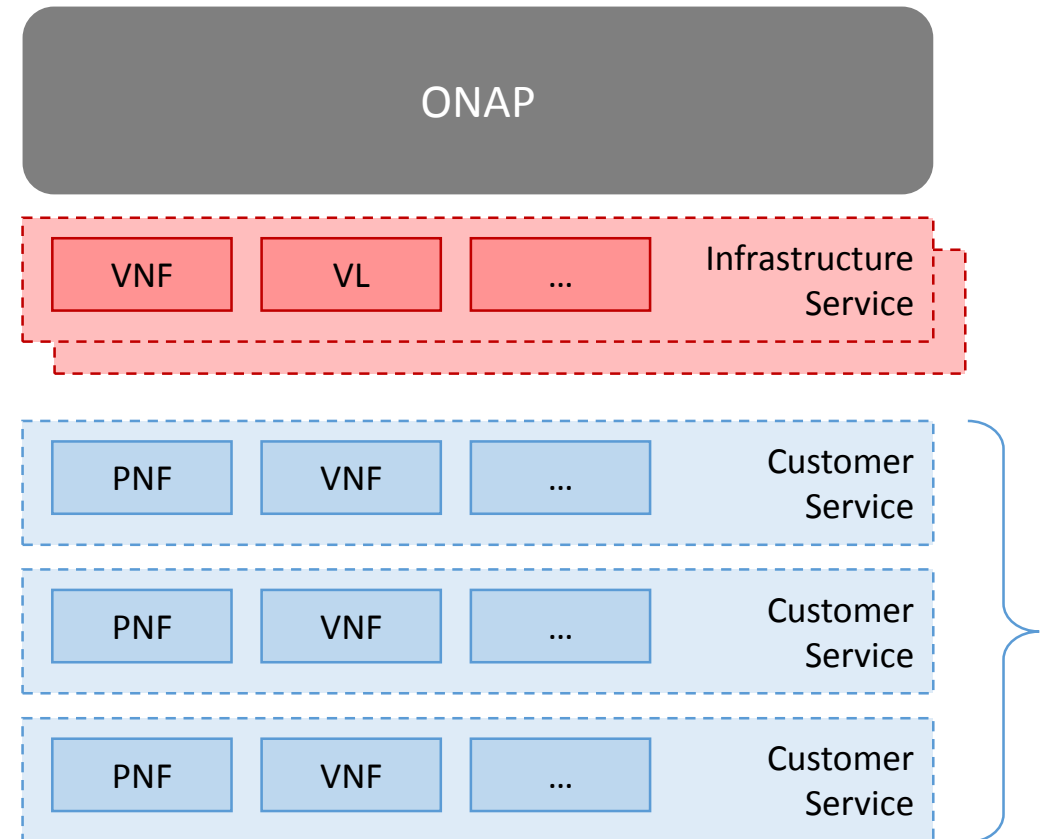 ONAP
VNF VL ... Infrastructure
Service
PNF VNF ... Customer
Service
PNF VNF ... Customer
Service
PNF VNF ... Customer
Service